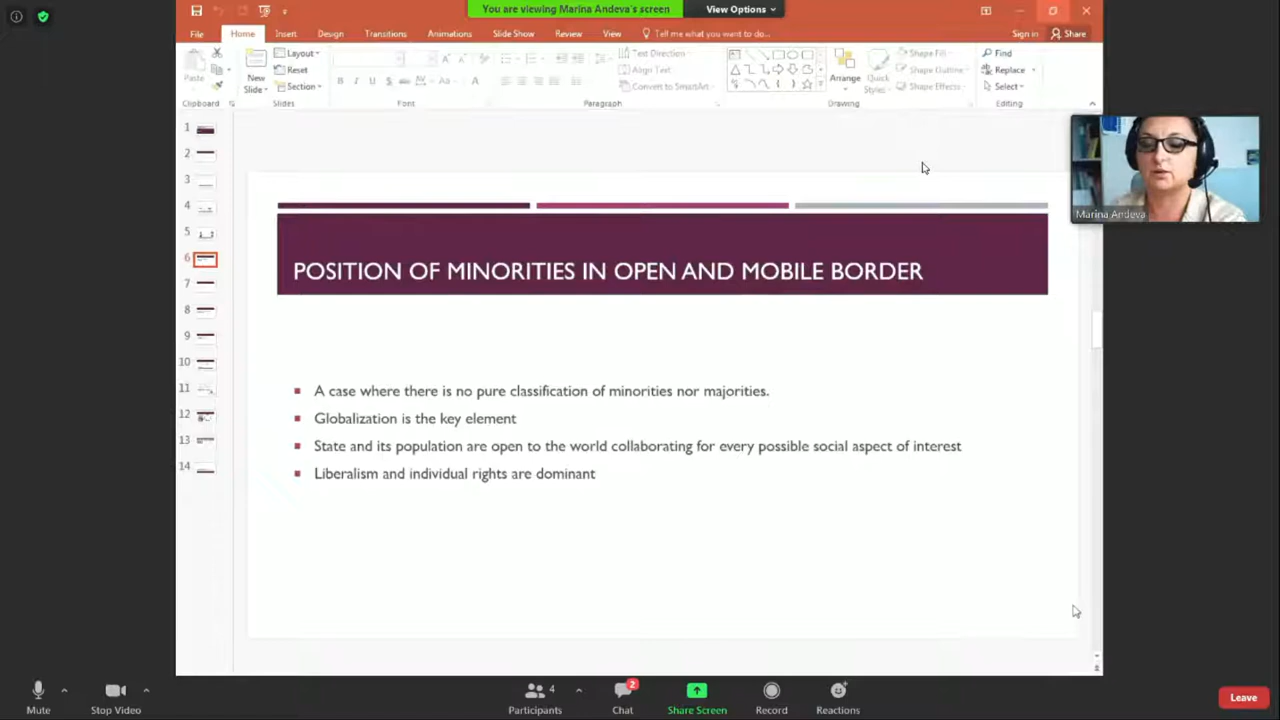 You are viewing Marina Andeva's screen
View Options
File
Home
Insert
Design
Transitions
Animations
Slide Show
Review
View
Tell me what you want to do...
Sign in
Share
Paste
New
Slide
Layout
Reset
Section
B I U S abc AV Aa A
Text Direction
Align Text
Convert to SmartArt
Arrange
Quick
Styles
Shape Fill
Shape Outline
Shape Effects
Find
Replace
Select
Clipboard
Slides
Font
Paragraph
Drawing
Editing
1
2
3
4
5
6
7
8
9
10
11
12
13
14
Marina Andeva
POSITION OF MINORITIES IN OPEN AND MOBILE BORDER
A case where there is no pure classification of minorities nor majorities.
Globalization is the key element
State and its population are open to the world collaborating for every possible social aspect of interest
Liberalism and individual rights are dominant
Mute
Stop Video
4
Participants
2
Chat
Share Screen
Record
Reactions
Leave